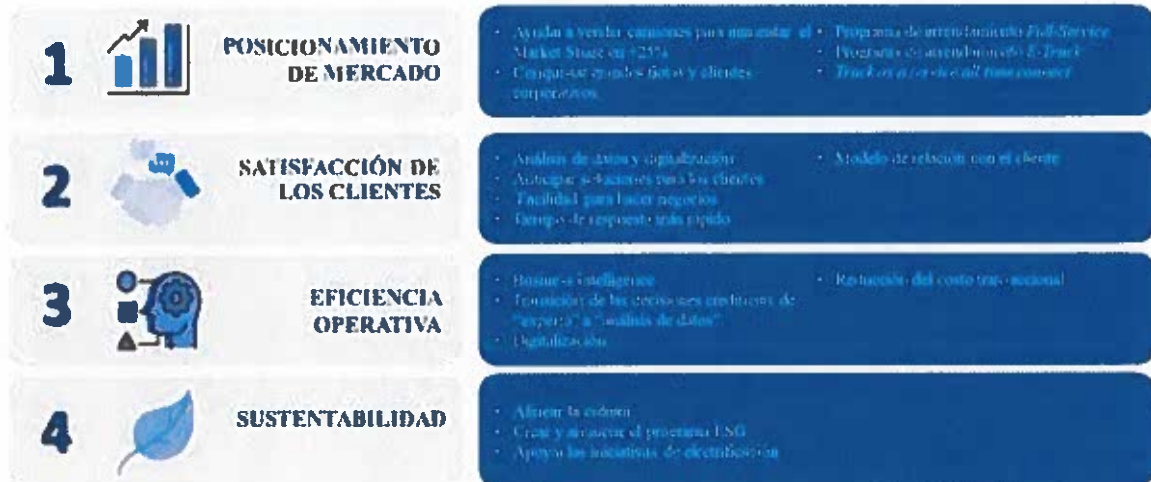 1
POSICIONAMIENTO
DE MERCADO
Ayudar a vender camiones para aumentar el
Market Share en +25%
Conquistar grandes flotas y clientes
corporativos
Programa de arrendamiento Full-Service
Programa de arrendamiento E-Truck
Truck as a service all time connect
2
SATISFACCIÓN DE
LOS CLIENTES
Análisis de datos y digitalización
Anticipar soluciones para los clientes
Facilidad para hacer negocios
Tiempo de respuesta más rápido
Modelo de relación con el cliente
3
EFICIENCIA
OPERATIVA
Business intelligence
Transición de las decisiones crediticias de
"experta" a "análisis de datos"
Digitalización
Reducción del costo transaccional
4
SUSTENTABILIDAD
la cultura
Crear y el programa ESG
Apoyar las iniciativas de electrificación